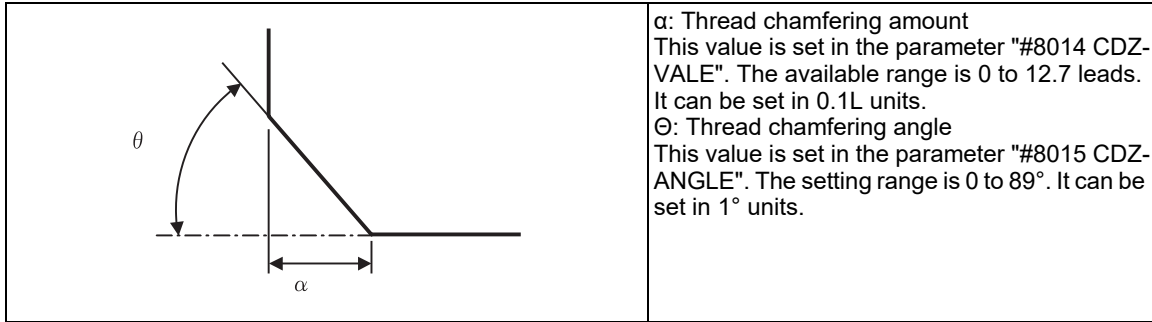 θ
α
α: Thread chamfering amount
This value is set in the parameter "#8014 CDZ-
VALE". The available range is 0 to 12.7 leads.
It can be set in 0.1L units.
Θ: Thread chamfering angle
This value is set in the parameter "#8015 CDZ-
ANGLE". The setting range is 0 to 89°. It can be
set in 1° units.